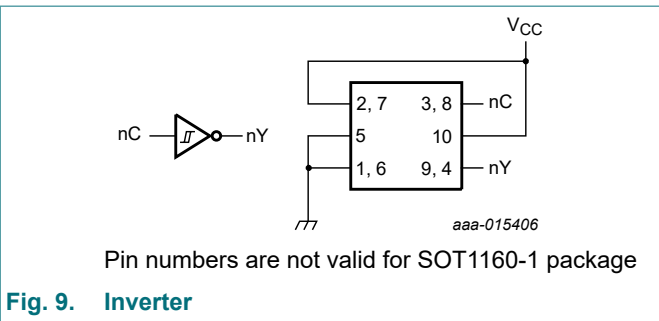 VCC
2, 7
3, 8
nC
nC
nY
5
10
1, 6
9, 4
nY
aaa-015406
Pin numbers are not valid for SOT1160-1 package
Fig. 9. Inverter